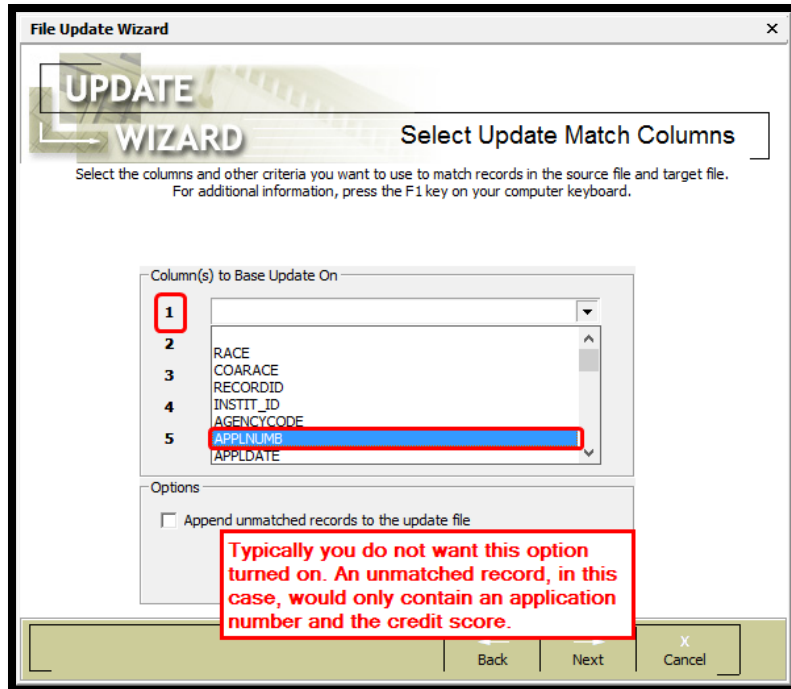 File Update Wizard
X
UPDATE
WIZARD
Select Update Match Columns
Select the columns and other criteria you want to use to match records in the source file and target file.
For additional information, press the F1 key on your computer keyboard.
Column(s) to Base Update On
1
2
RACE
COARACE
3
RECORDID
INSTIT_ID
4
AGENCYCODE
5
APPLNUMB
APPLDATE
Options
Append unmatched records to the update file
Typically you do not want this option
turned on. An unmatched record, in this
case, would only contain an application
number and the credit score.
X
Back
Next
Cancel